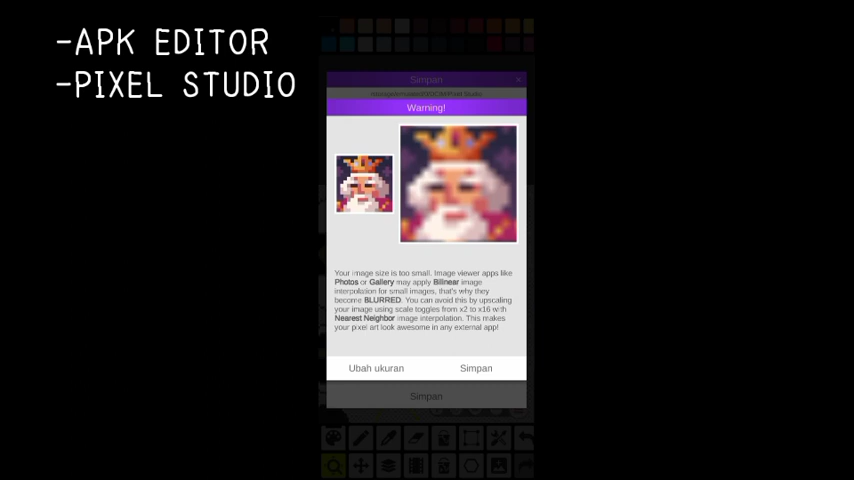 -APK EDITOR
-PIXEL STUDIO
Simpan
Warning!
Your image size is too small. Image viewer apps like
Photos or Gallery may apply Bilinear image
interpolation for small images, that's why they
become BLURRED. You can avoid this by upscaling
your image using scale toggles from x2 to x16 with
Nearest Neighbor image interpolation. This makes
your pixel art look awesome in any external app!
Ubah ukuran
Simpan
Simpan